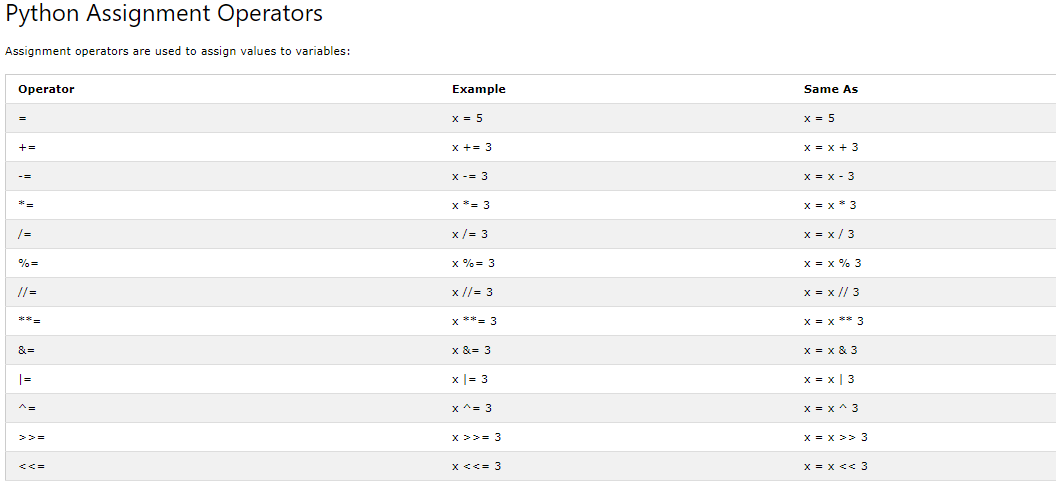 Python Assignment Operators
Assignment operators are used to assign values to variables:
Operator Example Same As
= x = 5 x = 5
+= x += 3 x = x + 3
-= x -= 3 x = x - 3
*= x *= 3 x = x * 3
/= x /= 3 x = x / 3
%= x %= 3 x = x % 3
//= x //= 3 x = x // 3
**= x **= 3 x = x ** 3
&= x &= 3 x = x & 3
|= x |= 3 x = x | 3
^= x ^= 3 x = x ^ 3
>>= x >>= 3 x = x >> 3
<<= x <<= 3 x = x << 3